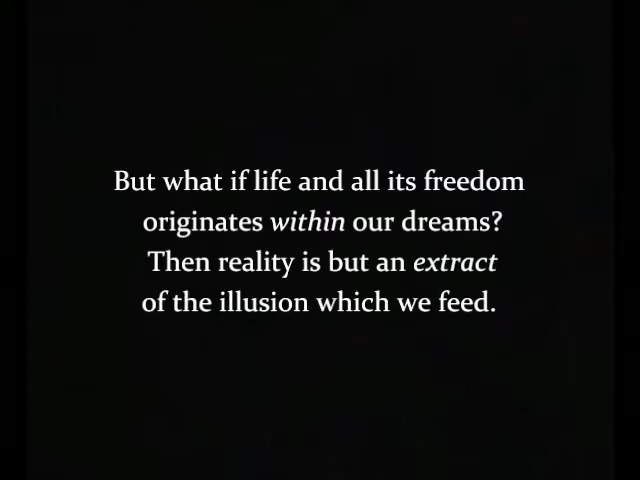 But what if life and all its freedom
originates within our dreams?
Then reality is but an extract
of the illusion which we feed.